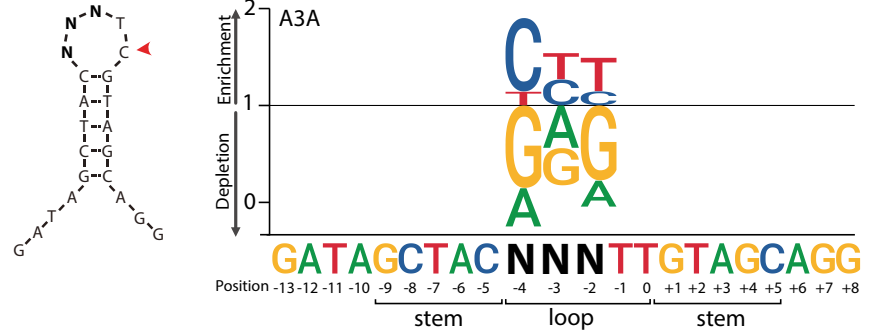 N N T
N C
C G
A T
T A
C G
G C
A A
T G
A G
G
A3A
2
1
0
Enrichment
Depletion
C T T
T C C
G A G
A G A
GATAGCTACNNNTTGTAGCAGG
Position -13 -12 -11 -10 -9 -8 -7 -6 -5 -4 -3 -2 -1 0 +1 +2 +3 +4 +5 +6 +7 +8
stem loop stem